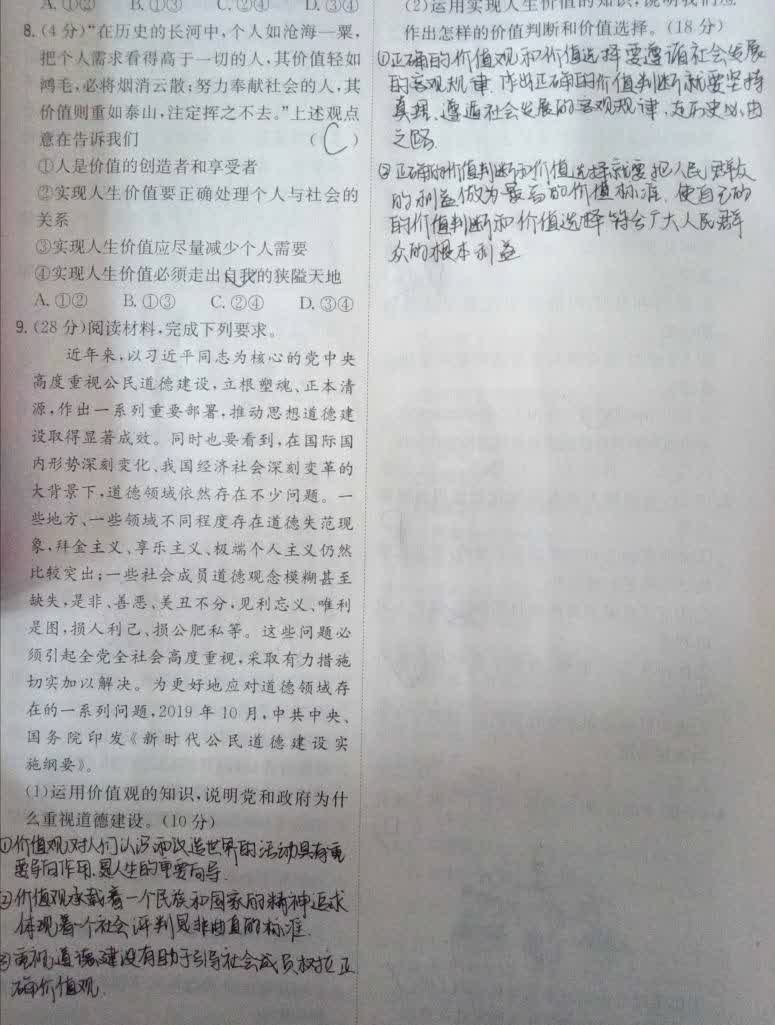 A.①② B.①③ C.②④ D.③④
8.(4 分)“在历史的长河中,个人如沧海一粟,
把个人需求看得高于一切的人,其价值轻如
鸿毛,必将烟消云散;努力奉献社会的人,其
价值则重如泰山,注定挥之不去。”上述观点
意在告诉我们 ( C )
①人是价值的创造者和享受者
②实现人生价值要正确处理个人与社会的
关系
③实现人生价值应尽量减少个人需要
④实现人生价值必须走出自我的狭隘天地
A.①② B.①③ C.②④ D.③④
9.(28 分)阅读材料,完成下列要求。
近年来,以习近平同志为核心的党中央
高度重视公民道德建设,立根塑魂、正本清
源,作出一系列重要部署,推动思想道德建
设取得显著成效。同时也要看到,在国际国
内形势深刻变化、我国经济社会深刻变革的
大背景下,道德领域依然存在不少问题。一
些地方、一些领域不同程度存在道德失范现
象,拜金主义、享乐主义、极端个人主义仍然
比较突出;一些社会成员道德观念模糊甚至
缺失,是非、善恶、美丑不分,见利忘义、唯利
是图,损人利己、损公肥私等。这些问题必
须引起全党全社会高度重视,采取有力措施
切实加以解决。为更好地应对道德领域存
在的一系列问题,2019 年 10 月,中共中央、
国务院印发《新时代公民道德建设实
施纲要》。
(1)运用价值观的知识,说明党和政府为什
么重视道德建设。(10 分)
①价值观对人们认识和改造世界的活动具有重
要导向作用,是人生的重要向导.
②价值观承载着一个民族和国家的精神追求
体现着一个社会评判是非曲直的标准.
③重视道德建设有助于引导社会成员树立正
确价值观.
(2)运用实现人生价值的知识,说明我们应
作出怎样的价值判断和价值选择。(18 分)
①正确的价值观和价值选择要遵循社会发展
的客观规律.作出正确的价值判断就要坚持
真理、遵循社会发展的客观规律,走历史必由
之路.
②正确的价值判断和价值选择就要把人民群众
的利益做为最高的价值标准,使自己的
的价值判断和价值选择符合广大人民群
众的根本利益